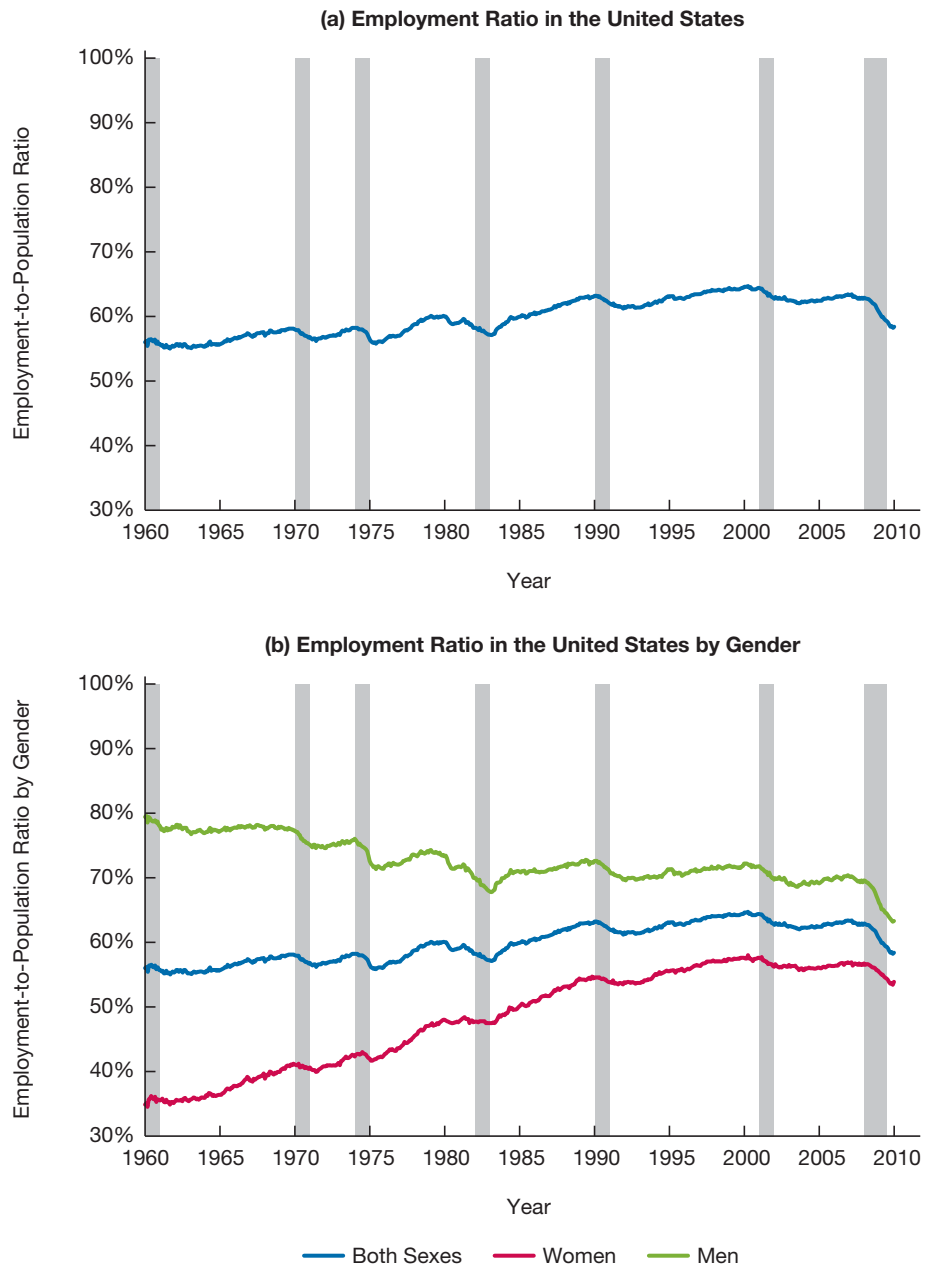 (a) Employment Ratio in the United States
Employment-to-Population Ratio
100%
90%
80%
70%
60%
50%
40%
30%
1960 1965 1970 1975 1980 1985 1990 1995 2000 2005 2010
Year
(b) Employment Ratio in the United States by Gender
Employment-to-Population Ratio by Gender
100%
90%
80%
70%
60%
50%
40%
30%
1960 1965 1970 1975 1980 1985 1990 1995 2000 2005 2010
Year
Both Sexes Women Men